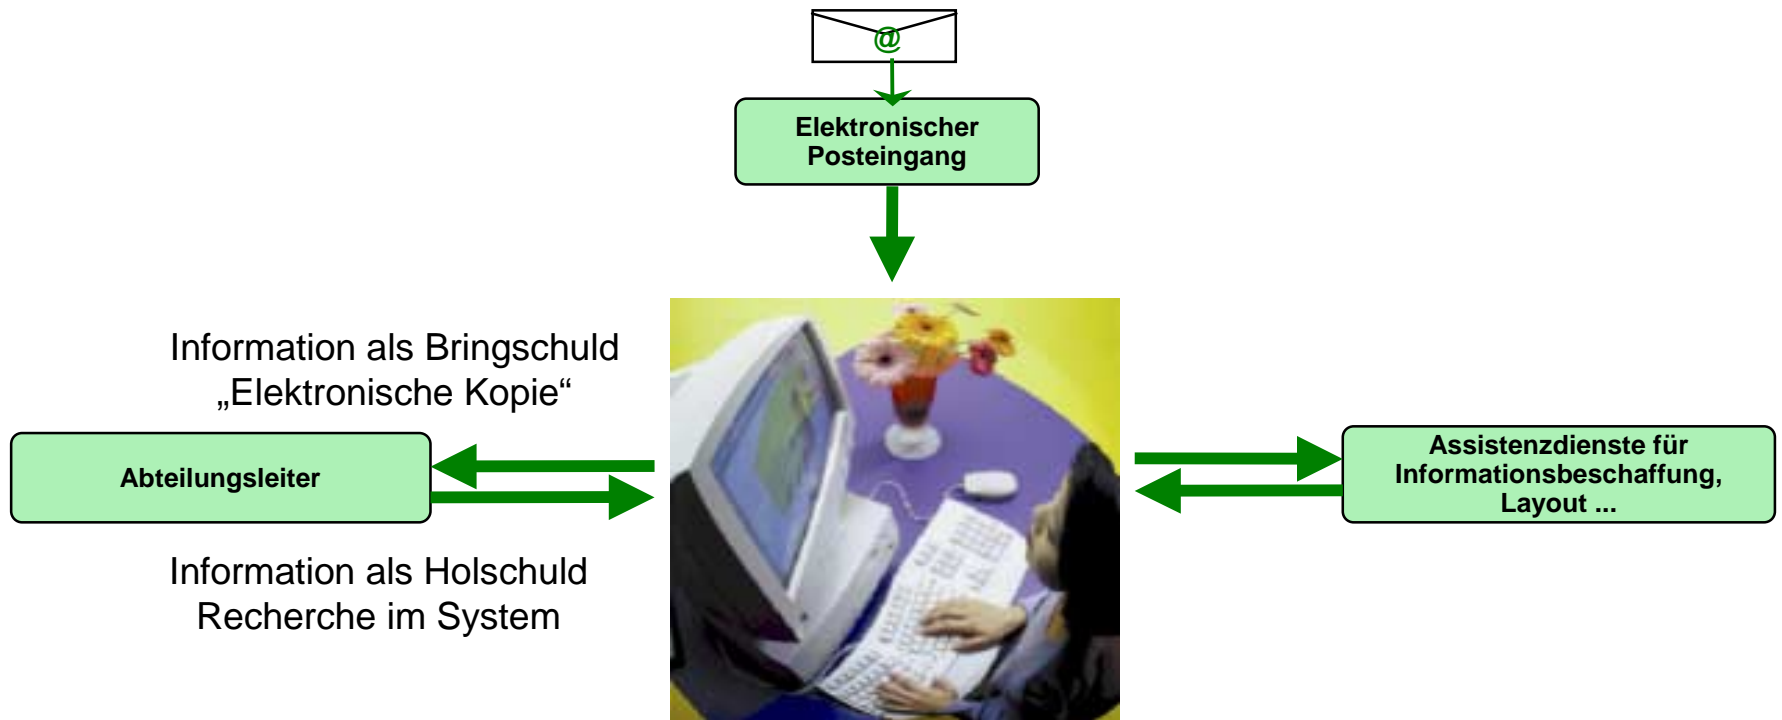 @
Elektronischer
Posteingang
Information als Bringschuld
„Elektronische Kopie“
Abteilungsleiter
Assistenzdienste für
Informationsbeschaffung,
Layout ...
Information als Holschuld
Recherche im System